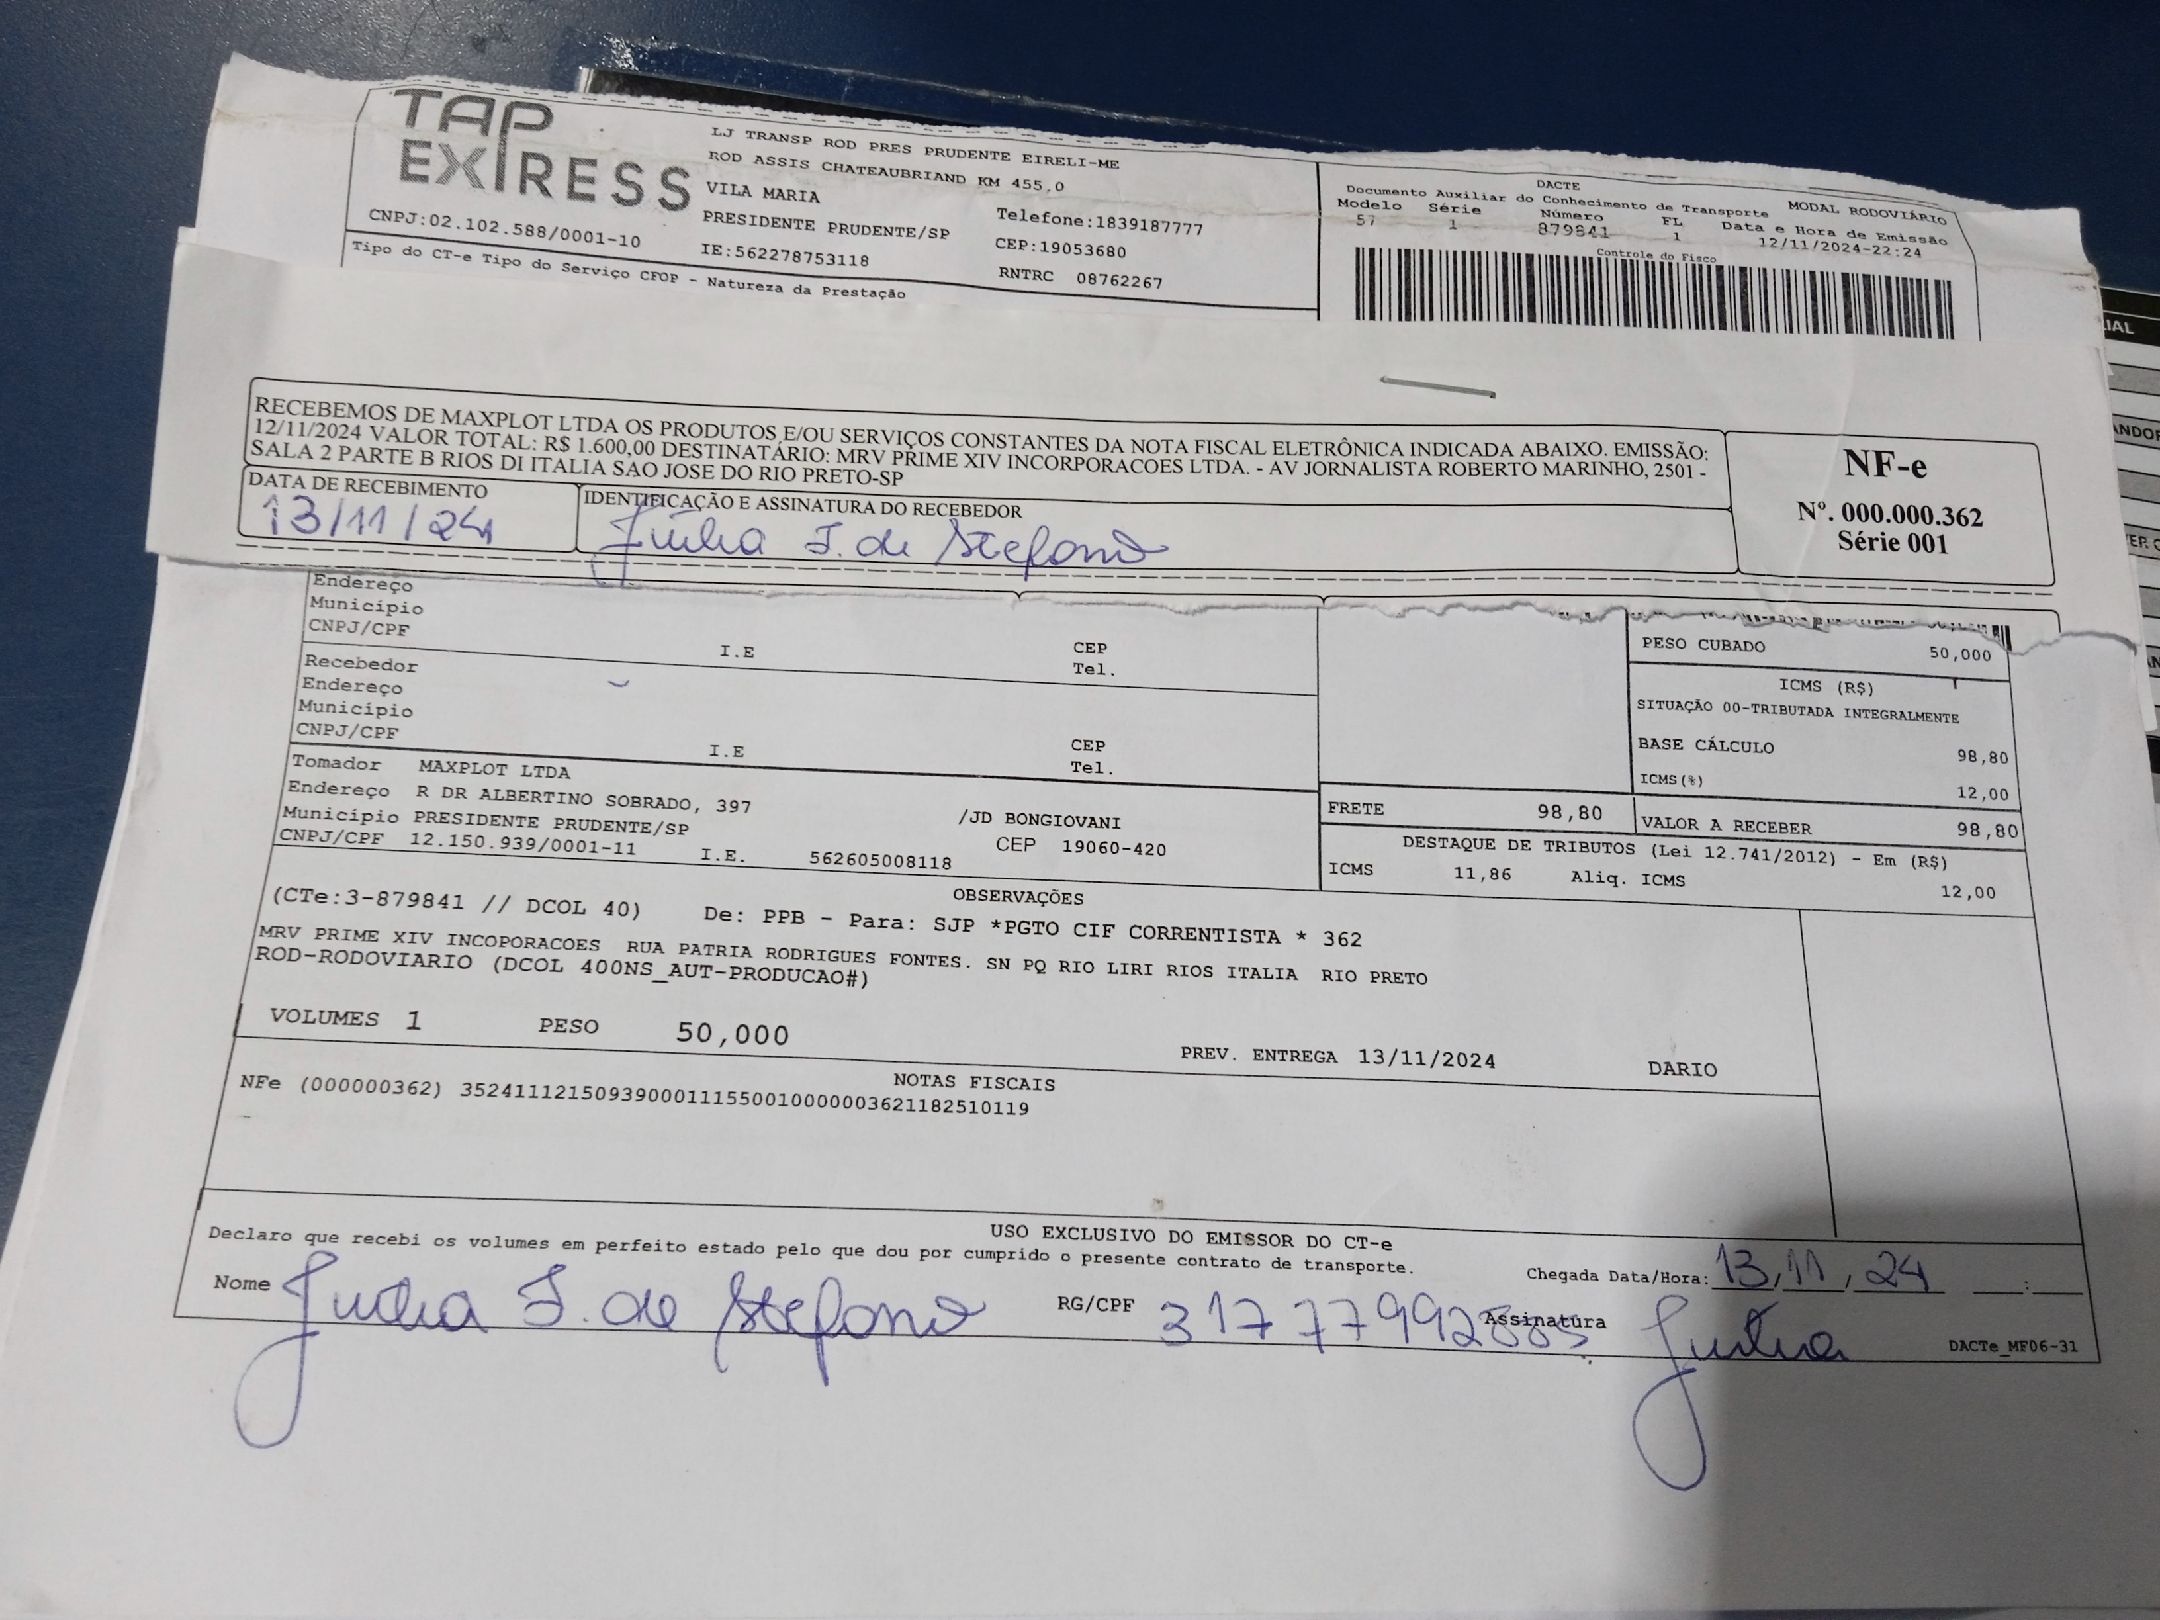 TAP
EXPRESS
LJ TRANSP ROD PRES PRUDENTE EIRELI-ME
ROD ASSIS CHATEAUBRIAND KM 455,0
VILA MARIA
PRESIDENTE PRUDENTE/SP Telefone:1839187777
CNPJ:02.102.588/0001-10 IE:562278753118 CEP:19053680
RNTRC 08762267
Tipo do CT-e Tipo do Serviço CFOP - Natureza da Prestação
DACTE
Documento Auxiliar do Conhecimento de Transporte MODAL RODOVIÁRIO
Modelo Série Número FL Data e Hora de Emissão
57 1 879841 1 12/11/2024-22:24
Controle do Fisco
RECEBEMOS DE MAXPLOT LTDA OS PRODUTOS E/OU SERVIÇOS CONSTANTES DA NOTA FISCAL ELETRÔNICA INDICADA ABAIXO. EMISSÃO:
12/11/2024 VALOR TOTAL: R$ 1.600,00 DESTINATÁRIO: MRV PRIME XIV INCORPORACOES LTDA. - AV JORNALISTA ROBERTO MARINHO, 2501 -
SALA 2 PARTE B RIOS DI ITALIA SAO JOSE DO RIO PRETO-SP
DATA DE RECEBIMENTO IDENTIFICAÇÃO E ASSINATURA DO RECEBEDOR
13/11/24 Júlia J. de Stefano
NF-e
Nº. 000.000.362
Série 001
Endereço
Município
CNPJ/CPF I.E CEP
Tel.
Recebedor
Endereço
Município
CNPJ/CPF I.E CEP
Tel.
Tomador MAXPLOT LTDA
Endereço R DR ALBERTINO SOBRADO, 397 /JD BONGIOVANI
Município PRESIDENTE PRUDENTE/SP CEP 19060-420
CNPJ/CPF 12.150.939/0001-11 I.E. 562605008118
PESO CUBADO 50,000
ICMS (R$)
SITUAÇÃO 00-TRIBUTADA INTEGRALMENTE
BASE CÁLCULO 98,80
ICMS(%) 12,00
FRETE 98,80 VALOR A RECEBER 98,80
DESTAQUE DE TRIBUTOS (Lei 12.741/2012) - Em (R$)
ICMS 11,86 Aliq. ICMS 12,00
OBSERVAÇÕES
(CTe:3-879841 // DCOL 40) De: PPB - Para: SJP *PGTO CIF CORRENTISTA * 362
MRV PRIME XIV INCOPORACOES RUA PATRIA RODRIGUES FONTES. SN PQ RIO LIRI RIOS ITALIA RIO PRETO
ROD-RODOVIARIO (DCOL 400NS_AUT-PRODUCAO#)
VOLUMES 1 PESO 50,000 PREV. ENTREGA 13/11/2024 DARIO
NOTAS FISCAIS
NFe (000000362) 35241112150939000111550010000003621182510119
USO EXCLUSIVO DO EMISSOR DO CT-e
Declaro que recebi os volumes em perfeito estado pelo que dou por cumprido o presente contrato de transporte.
Chegada Data/Hora: 13/11/24 :
Nome Júlia J. de Stefano RG/CPF Assinatura Júlia
DACTe_MF06-31